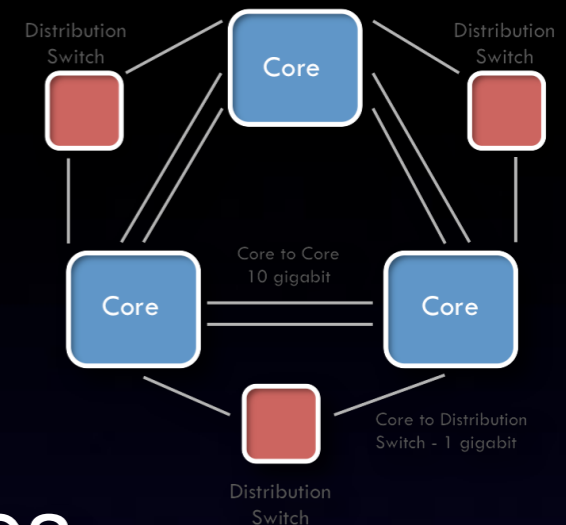 Distribution
Switch
Distribution
Switch
Core
Core to Core
10 gigabit
Core
Core
Core to Distribution
Switch - 1 gigabit
Distribution
Switch